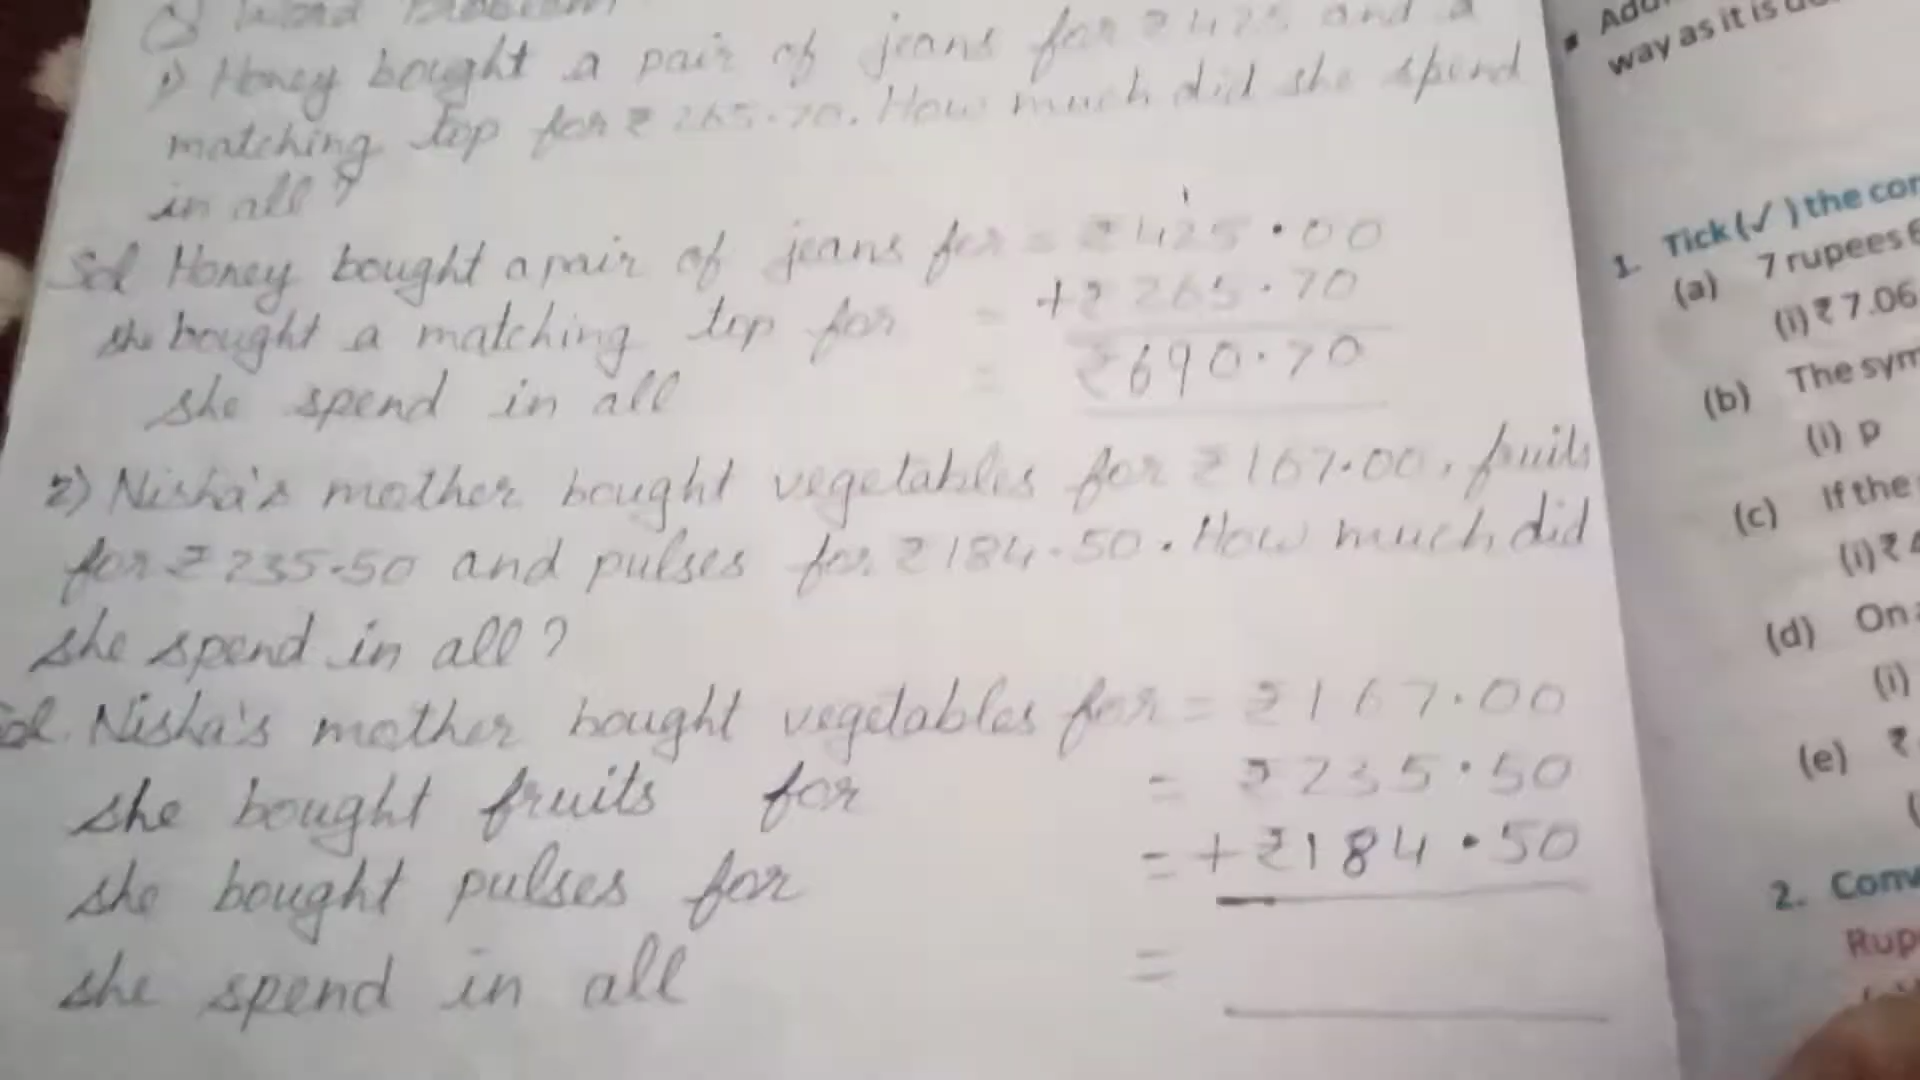 Q Word Problem
1) Honey bought a pair of jeans for ₹425 and a
matching top for ₹265.70. How much did she spend
in all?
Sol Honey bought a pair of jeans for = ₹425.00
1
she bought a matching top for = +₹265.70
she spend in all = ₹690.70
2) Nisha's mother bought vegetables for ₹167.00, fruits
for ₹235.50 and pulses for ₹184.50. How much did
she spend in all?
Sol. Nisha's mother bought vegetables for = ₹167.00
she bought fruits for = ₹235.50
she bought pulses for = +₹184.50
she spend in all =
way as it is
1. Tick (✓) the
(a) 7 rupees
(i) ₹7.06
(b) The
(i) p
(c) If the
(i) ₹
(d) On
(i)
(e) ₹
2.